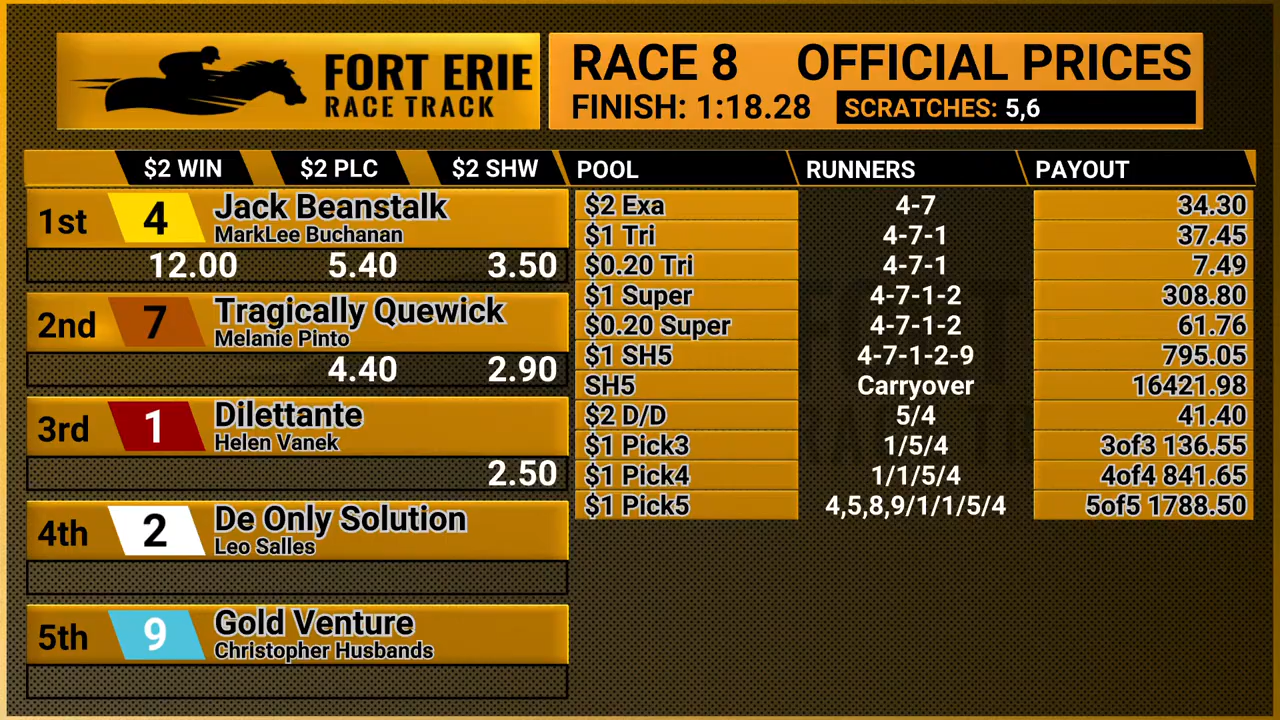 FORT ERIE
RACE TRACK
RACE 8 OFFICIAL PRICES
FINISH: 1:18.28 SCRATCHES: 5,6
$2 WIN $2 PLC $2 SHW
1st 4 Jack Beanstalk
MarkLee Buchanan
12.00 5.40 3.50
2nd 7 Tragically Quewick
Melanie Pinto
4.40 2.90
3rd 1 Dilettante
Helen Vanek
2.50
4th 2 De Only Solution
Leo Salles
5th 9 Gold Venture
Christopher Husbands
POOL RUNNERS PAYOUT
$2 Exa 4-7 34.30
$1 Tri 4-7-1 37.45
$0.20 Tri 4-7-1 7.49
$1 Super 4-7-1-2 308.80
$0.20 Super 4-7-1-2 61.76
$1 SH5 4-7-1-2-9 795.05
SH5 Carryover 16421.98
$2 D/D 5/4 41.40
$1 Pick3 1/5/4 3of3 136.55
$1 Pick4 1/1/5/4 4of4 841.65
$1 Pick5 4,5,8,9/1/1/5/4 5of5 1788.50